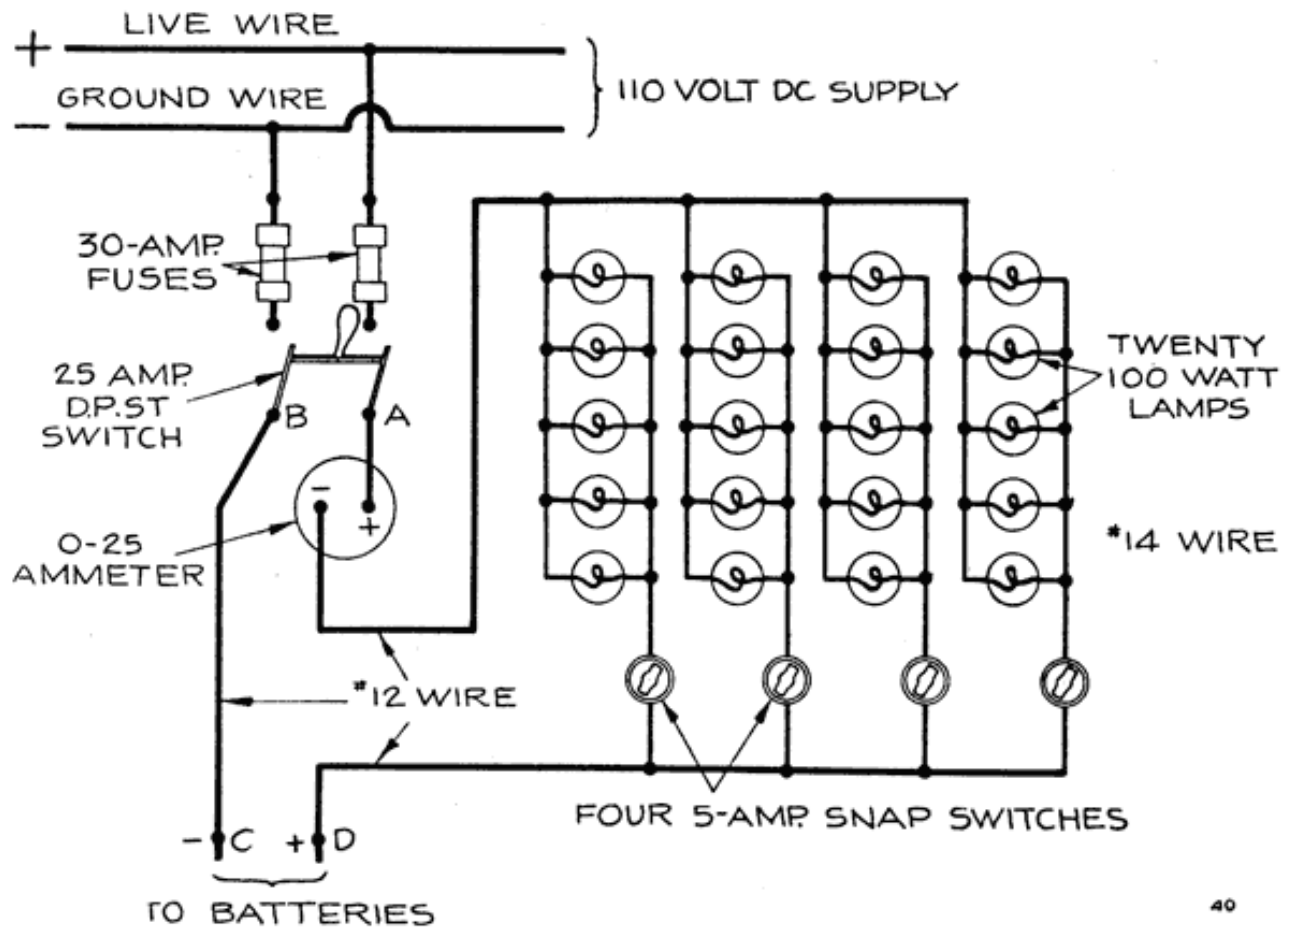 LIVE WIRE
+
GROUND WIRE
−
110 VOLT DC SUPPLY
30-AMP.
FUSES
25 AMP.
D.P.ST
SWITCH
B
A
−
+
0-25
AMMETER
TWENTY
100 WATT
LAMPS
#14 WIRE
#12 WIRE
FOUR 5-AMP. SNAP SWITCHES
− C + D
TO BATTERIES
40